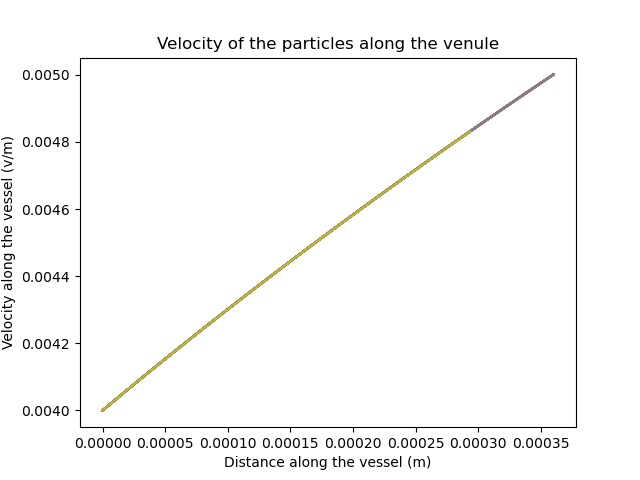 Velocity of the particles along the venule
Velocity along the vessel (v/m)
0.0050
0.0048
0.0046
0.0044
0.0042
0.0040
0.00000 0.00005 0.00010 0.00015 0.00020 0.00025 0.00030 0.00035
Distance along the vessel (m)